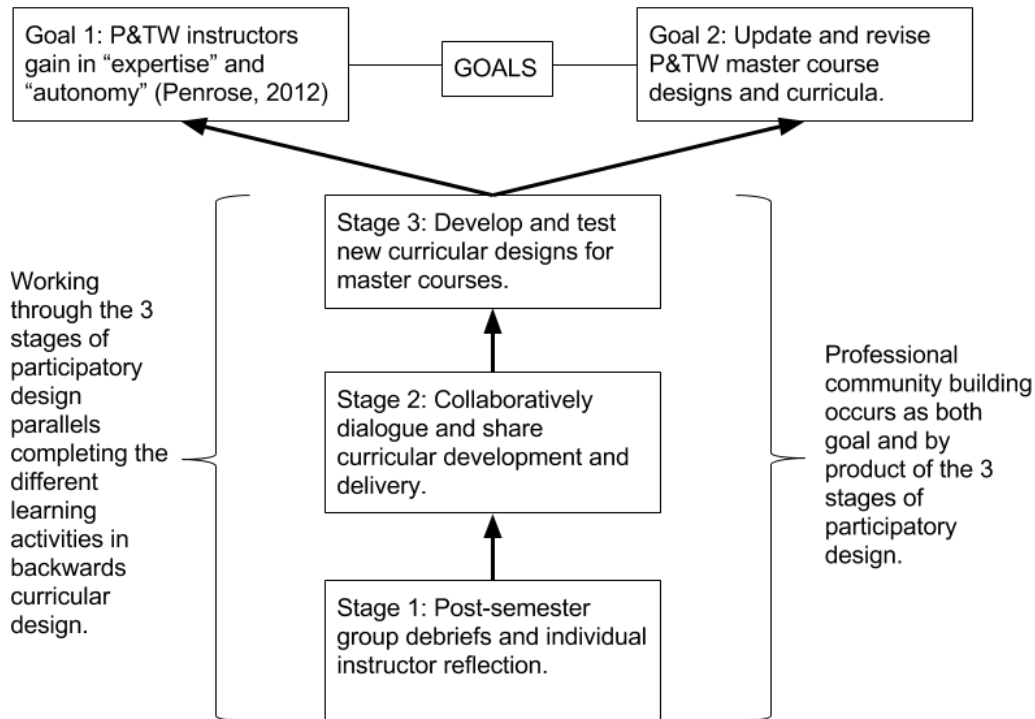 Goal 1: P&TW instructors
gain in “expertise” and
“autonomy” (Penrose, 2012)
GOALS
Goal 2: Update and revise
P&TW master course
designs and curricula.
Stage 3: Develop and test
new curricular designs for
master courses.
Working
through the 3
stages of
participatory
design
parallels
completing the
different
learning
activities in
backwards
curricular
design.
Stage 2: Collaboratively
dialogue and share
curricular development and
delivery.
Professional
community building
occurs as both
goal and by
product of the 3
stages of
participatory
design.
Stage 1: Post-semester
group debriefs and individual
instructor reflection.